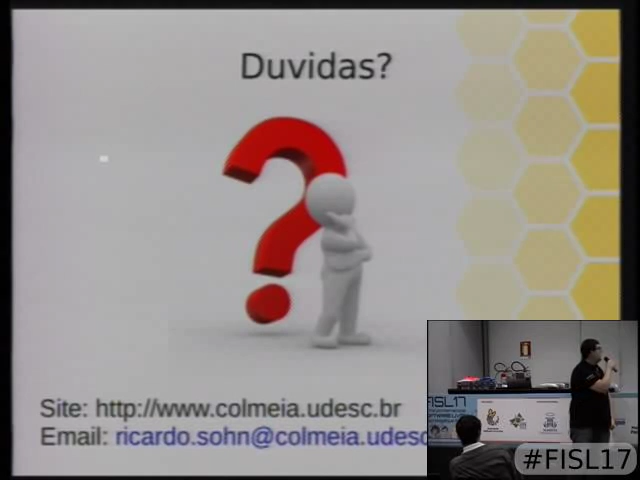 Duvidas?
Site: http://www.colmeia.udesc.br
Email: ricardo.sohn@colmeia.udesc
FISL17
#FISL17